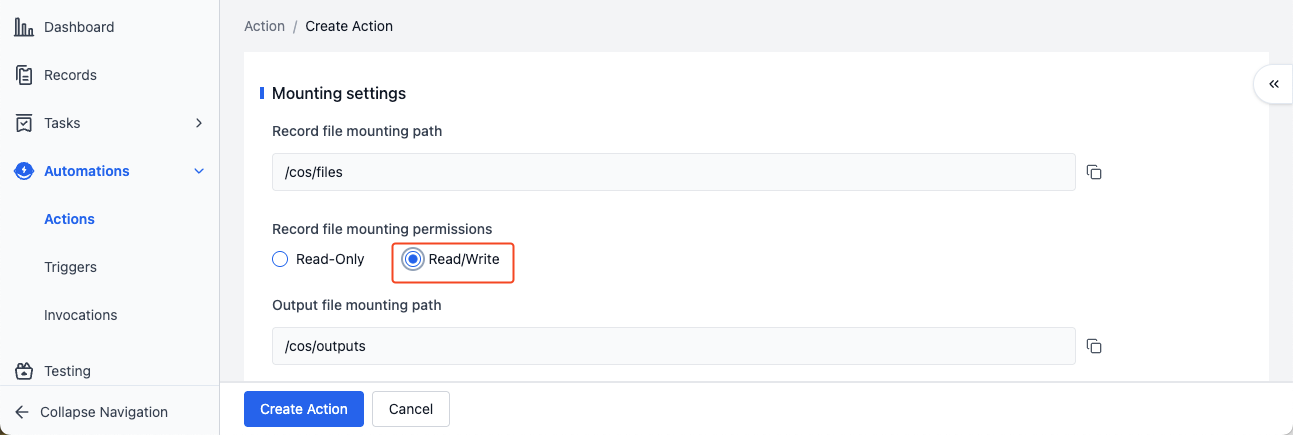 Dashboard
Records
Tasks
Automations
Actions
Triggers
Invocations
Testing
Collapse Navigation
Action / Create Action
Mounting settings
Record file mounting path
/cos/files
Record file mounting permissions
Read-Only Read/Write
Output file mounting path
/cos/outputs
Create Action Cancel